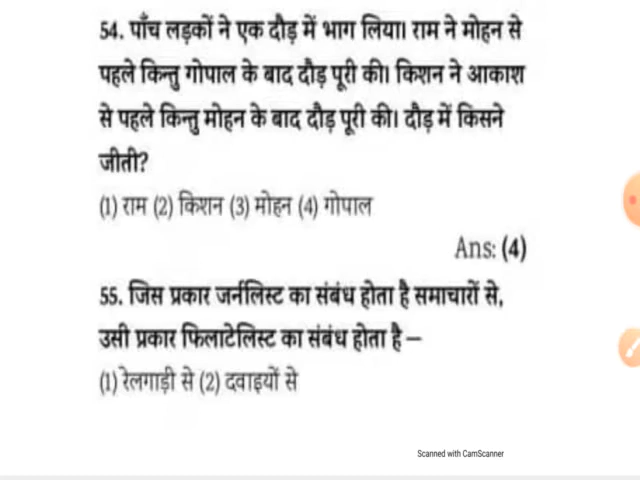 54. पाँच लड़कों ने एक दौड़ में भाग लिया। राम ने मोहन से
पहले किन्तु गोपाल के बाद दौड़ पूरी की। किशन ने आकाश
से पहले किन्तु मोहन के बाद दौड़ पूरी की। दौड़ में किसने
जीती?
(1) राम (2) किशन (3) मोहन (4) गोपाल
Ans: (4)
55. जिस प्रकार जर्नलिस्ट का संबंध होता है समाचारों से,
उसी प्रकार फिलाटेलिस्ट का संबंध होता है –
(1) रेलगाड़ी से (2) दवाइयों से
Scanned with CamScanner